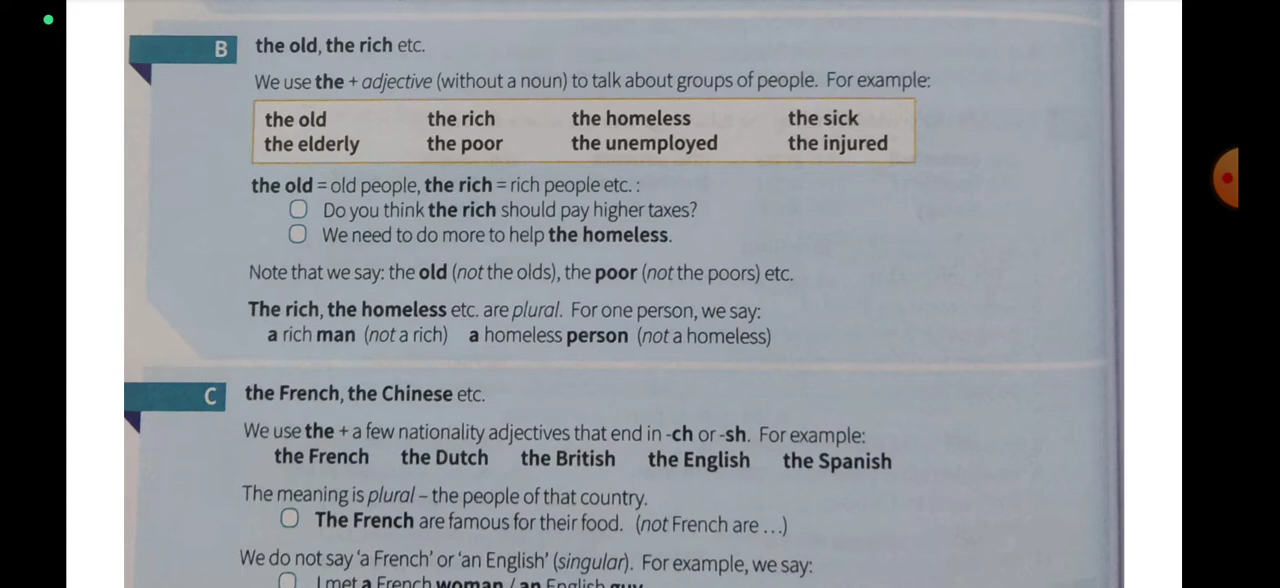 B the old, the rich etc.
We use the + adjective (without a noun) to talk about groups of people. For example:
the old the rich the homeless the sick
the elderly the poor the unemployed the injured
the old = old people, the rich = rich people etc. :
Do you think the rich should pay higher taxes?
We need to do more to help the homeless.
Note that we say: the old (not the olds), the poor (not the poors) etc.
The rich, the homeless etc. are plural. For one person, we say:
a rich man (not a rich) a homeless person (not a homeless)
C the French, the Chinese etc.
We use the + a few nationality adjectives that end in -ch or -sh. For example:
the French the Dutch the British the English the Spanish
The meaning is plural – the people of that country.
The French are famous for their food. (not French are ...)
We do not say 'a French' or 'an English' (singular). For example, we say:
I met a French woman / an English guy.